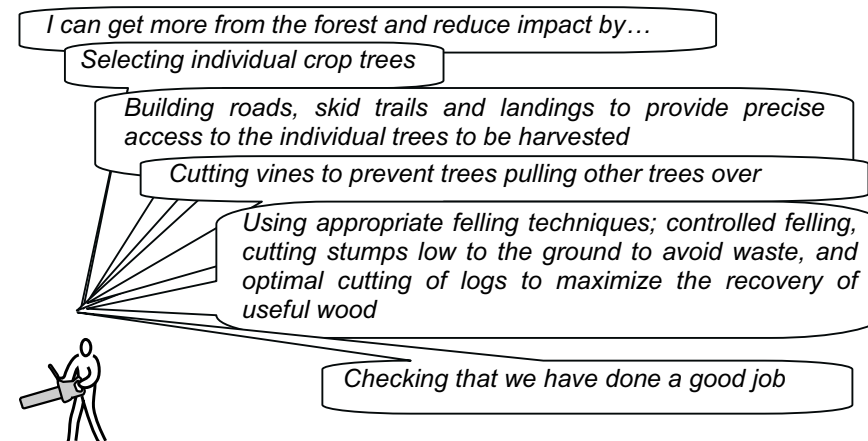 I can get more from the forest and reduce impact by…
Selecting individual crop trees
Building roads, skid trails and landings to provide precise
access to the individual trees to be harvested
Cutting vines to prevent trees pulling other trees over
Using appropriate felling techniques; controlled felling,
cutting stumps low to the ground to avoid waste, and
optimal cutting of logs to maximize the recovery of
useful wood
Checking that we have done a good job